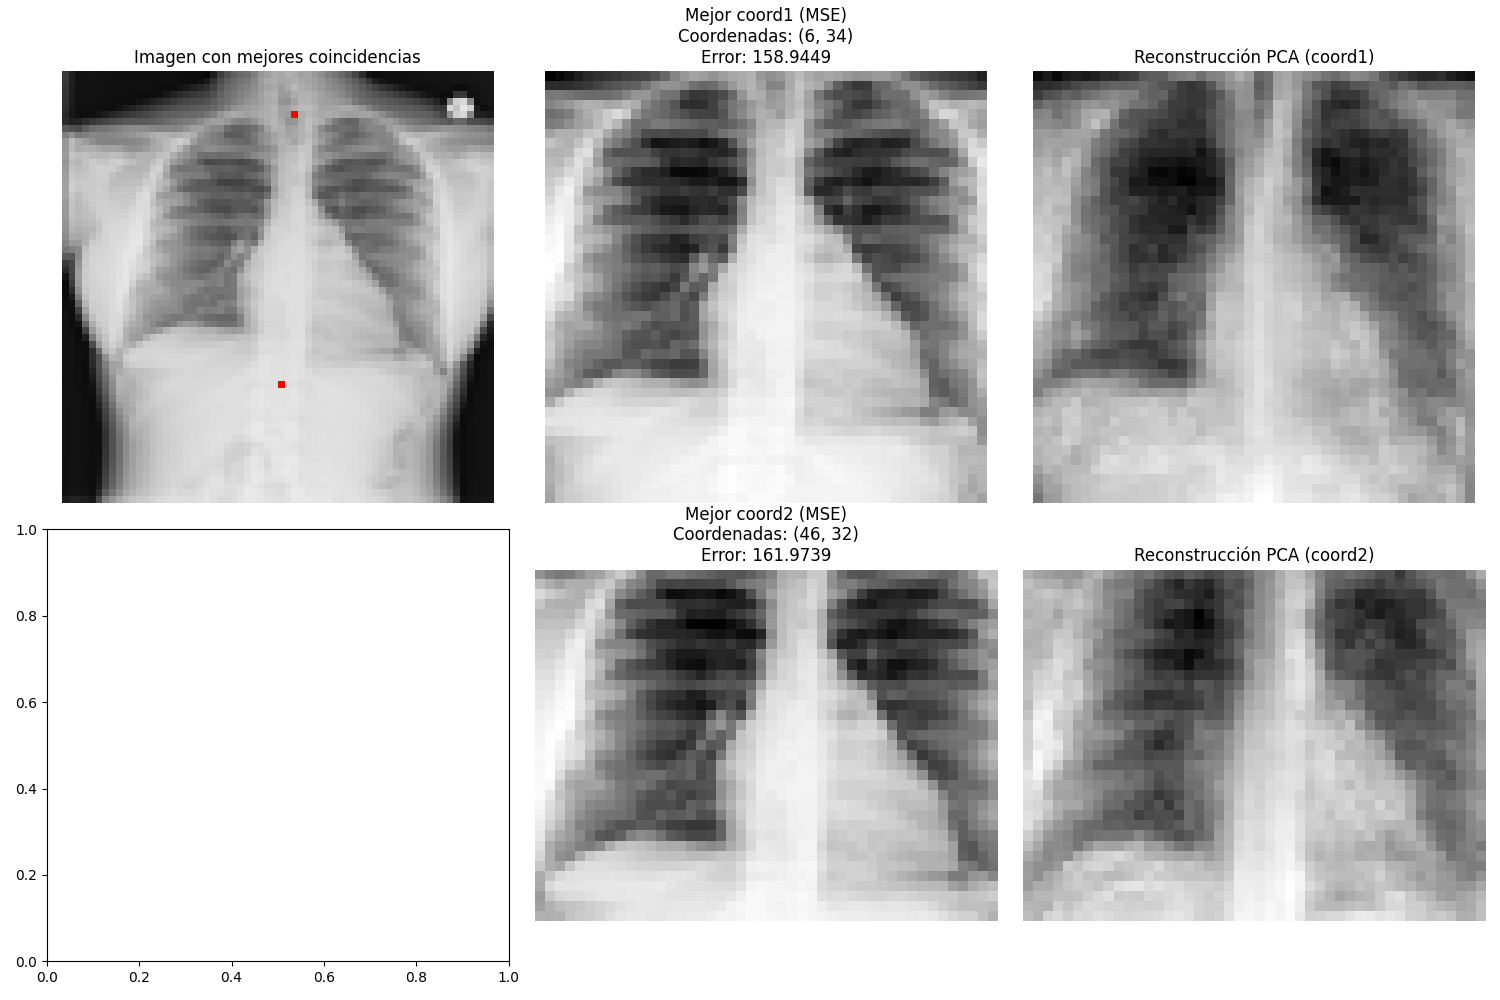 Imagen con mejores coincidencias
Mejor coord1 (MSE)
Coordenadas: (6, 34)
Error: 158.9449
Reconstrucción PCA (coord1)
1.0
0.8
0.6
0.4
0.2
0.0
0.0 0.2 0.4 0.6 0.8 1.0
Mejor coord2 (MSE)
Coordenadas: (46, 32)
Error: 161.9739
Reconstrucción PCA (coord2)